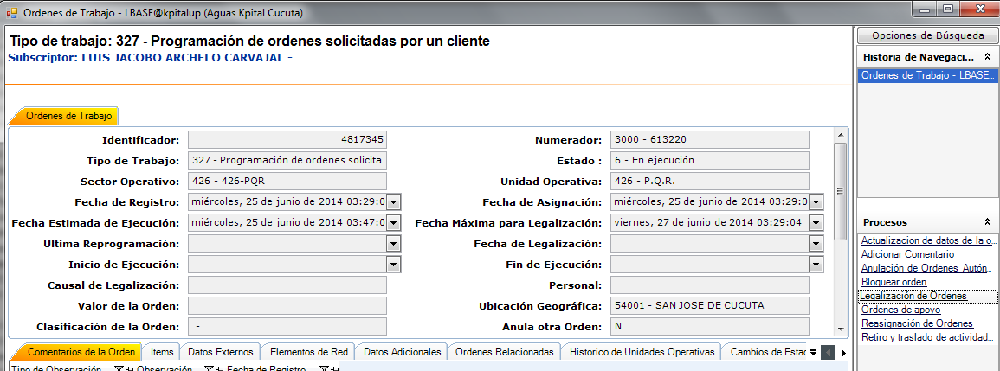 Ordenes de Trabajo - LBASE@kpitalup (Aguas Kpital Cucuta)
Tipo de trabajo: 327 - Programación de ordenes solicitadas por un cliente
Subscriptor: LUIS JACOBO ARCHELO CARVAJAL -
Ordenes de Trabajo
Identificador: 4817345 Numerador: 3000 - 613220
Tipo de Trabajo: 327 - Programación de ordenes solicita Estado : 6 - En ejecución
Sector Operativo: 426 - 426-PQR Unidad Operativa: 426 - P.Q.R.
Fecha de Registro: miércoles, 25 de junio de 2014 03:29:0 Fecha de Asignación: miércoles, 25 de junio de 2014 03:29:0
Fecha Estimada de Ejecución: miércoles, 25 de junio de 2014 03:47:0 Fecha Máxima para Legalización: viernes, 27 de junio de 2014 03:29:04
Ultima Reprogramación: Fecha de Legalización:
Inicio de Ejecución: Fin de Ejecución:
Causal de Legalización: - Personal: -
Valor de la Orden: Ubicación Geográfica: 54001 - SAN JOSE DE CUCUTA
Clasificación de la Orden: - Anula otra Orden: N
Comentarios de la Orden Items Datos Externos Elementos de Red Datos Adicionales Ordenes Relacionadas Historico de Unidades Operativas Cambios de Estac
Tipo de Observación Observación Fecha de Registro
Opciones de Búsqueda
Historia de Navegaci...
Ordenes de Trabajo - LBASE...
Procesos
Actualizacion de datos de la o...
Adicionar Comentario
Anulación de Ordenes Autón...
Bloquear orden
Legalización de Ordenes
Ordenes de apoyo
Reasignación de Ordenes
Retiro y traslado de actividad...